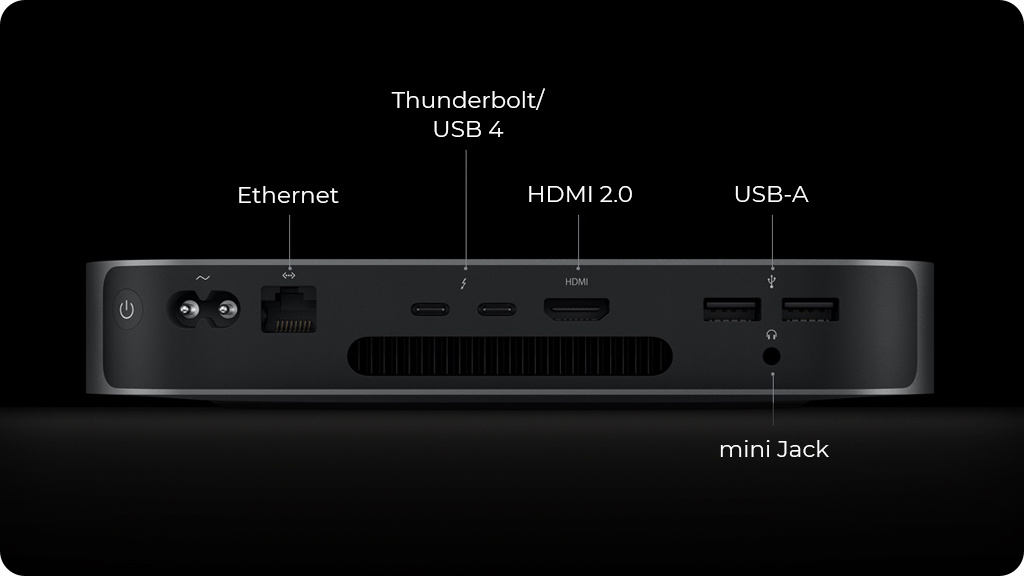 Thunderbolt/
USB 4
Ethernet
HDMI 2.0
USB-A
HDMI
mini Jack